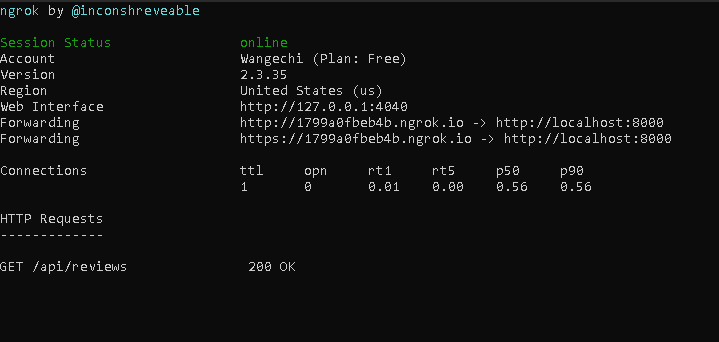 ngrok by @inconshreveable
Session Status online
Account Wangechi (Plan: Free)
Version 2.3.35
Region United States (us)
Web Interface http://127.0.0.1:4040
Forwarding http://1799a0fbeb4b.ngrok.io -> http://localhost:8000
Forwarding https://1799a0fbeb4b.ngrok.io -> http://localhost:8000
Connections ttl opn rt1 rt5 p50 p90
1 0 0.01 0.00 0.56 0.56
HTTP Requests
-------------
GET /api/reviews 200 OK